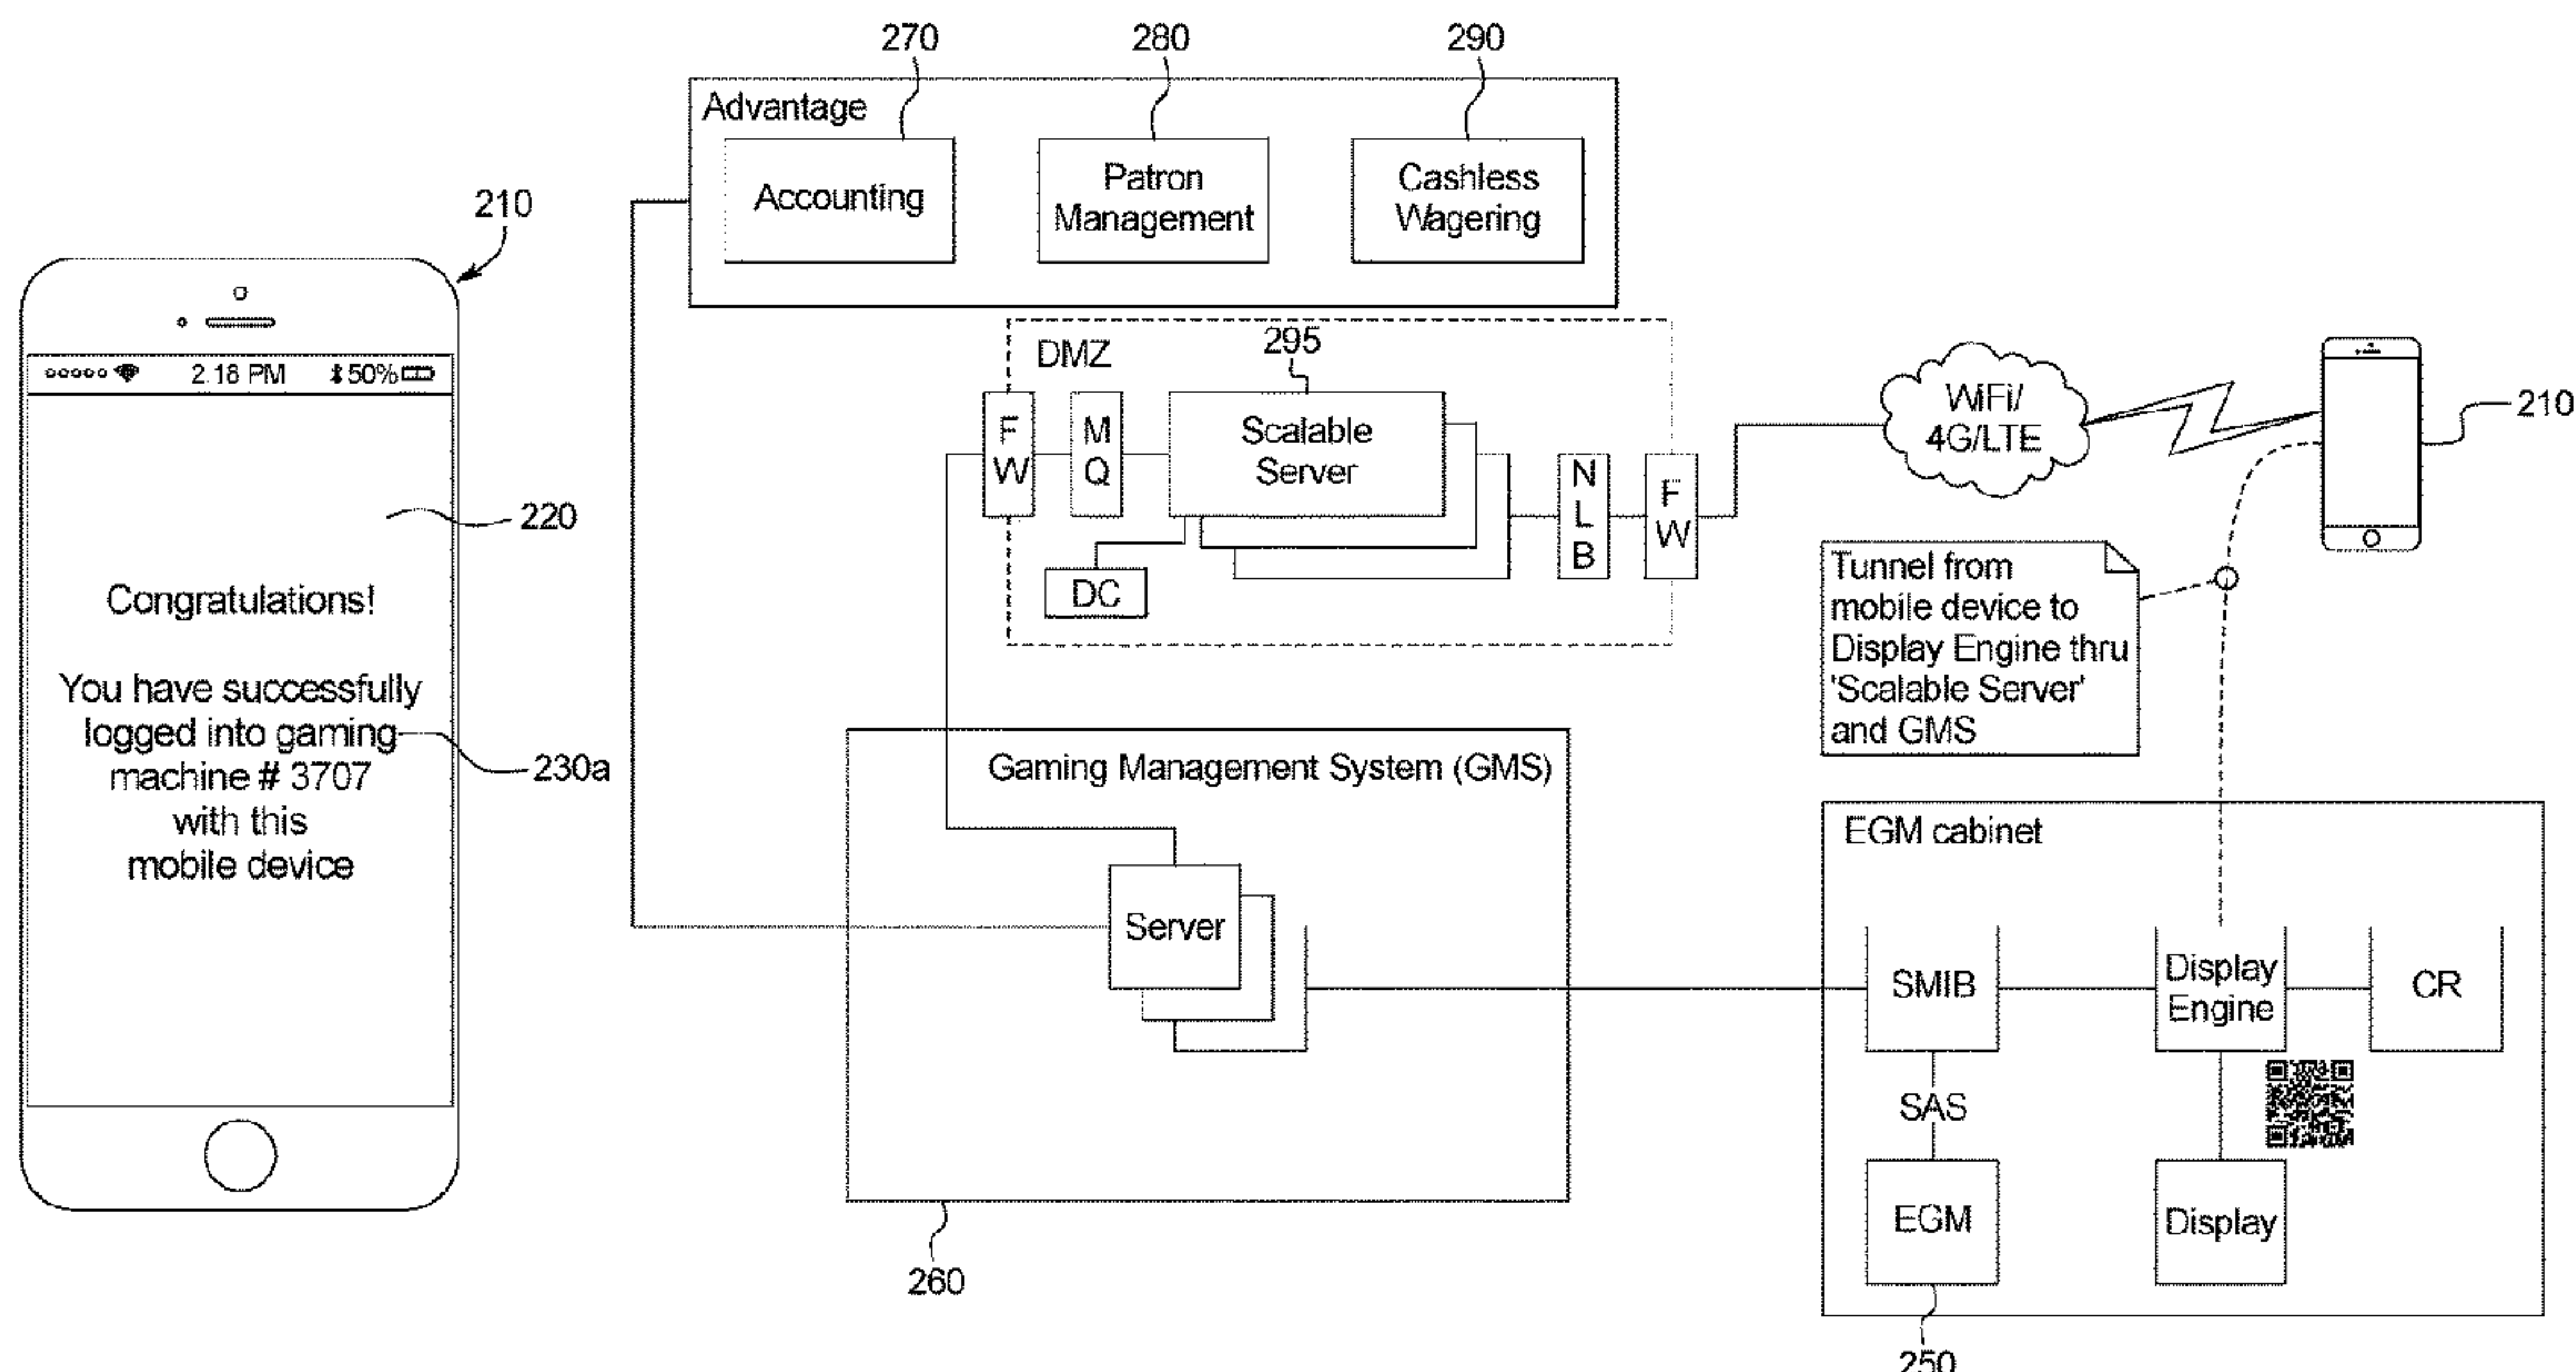 270
280
290
Advantage
Accounting
Patron
Management
Cashless
Wagering
210
2:18 PM
50%
220
Congratulations!
You have successfully
logged into gaming
machine # 3707
with this
mobile device
230a
DMZ
295
F
W
M
Q
Scalable
Server
DC
N
L
B
F
W
WiFi/
4G/LTE
210
Tunnel from
mobile device to
Display Engine thru
'Scalable Server'
and GMS
Gaming Management System (GMS)
Server
260
EGM cabinet
SMIB
Display
Engine
CR
SAS
EGM
Display
250